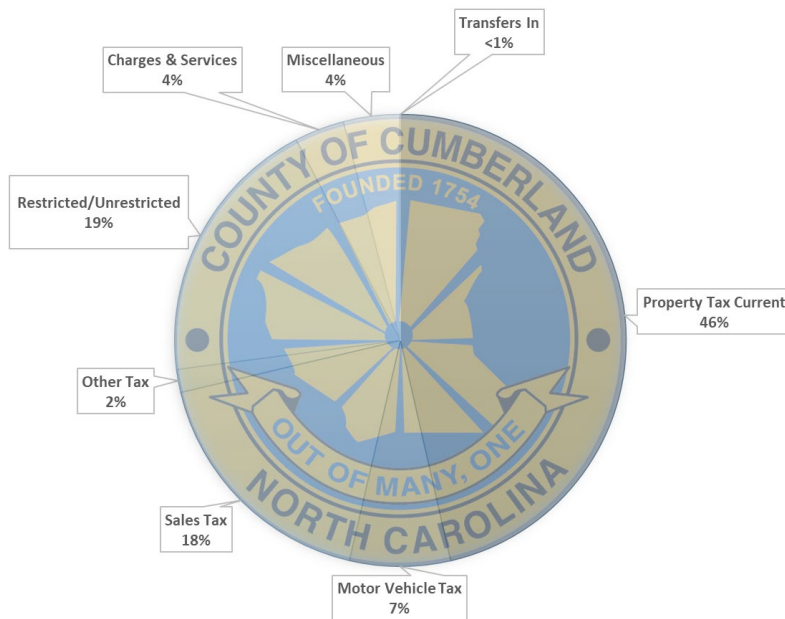 Transfers In
<1%
Charges & Services
4%
Miscellaneous
4%
COUNTY OF CUMBERLAND
FOUNDED 1754
Restricted/Unrestricted
19%
Property Tax Current
46%
Other Tax
2%
OUT OF MANY, ONE
NORTH CAROLINA
Sales Tax
18%
Motor Vehicle Tax
7%